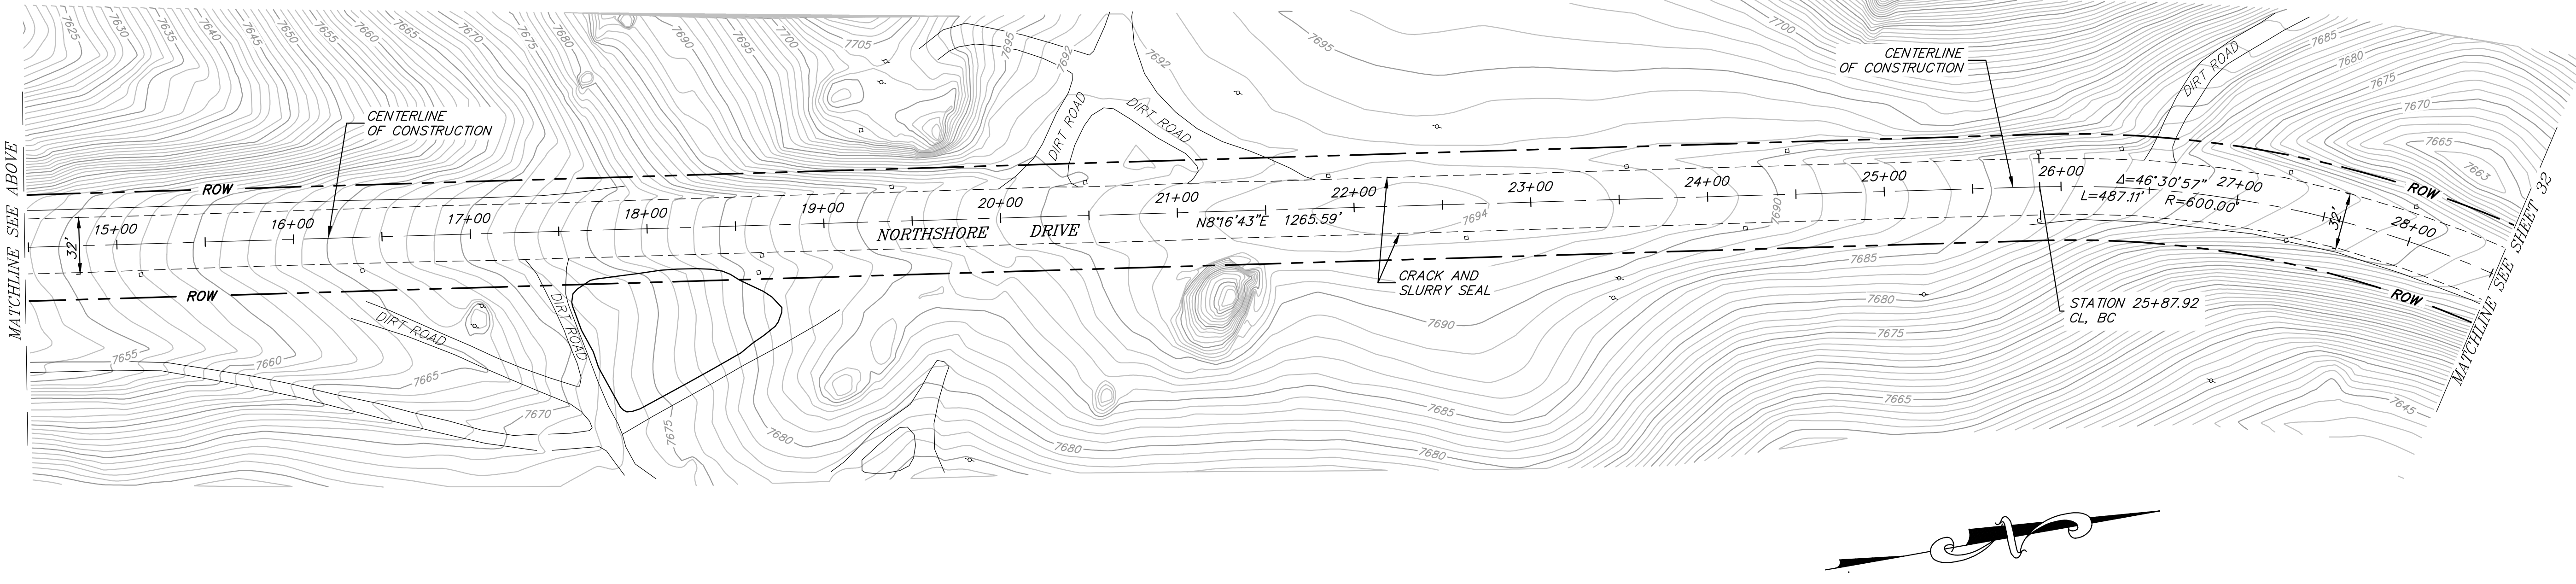 7625
7630
7635
7640
7645
7650
7655
7660
7665
7670
7675
7680
7690
7695
7700
7705
7695
7692
7692
7695
7700
7685
7680
7675
7670
7665
7663
CENTERLINE
OF CONSTRUCTION
DIRT ROAD
DIRT ROAD
CENTERLINE
OF CONSTRUCTION
DIRT ROAD
MATCHLINE SEE ABOVE
ROW
32'
15+00
16+00
17+00
18+00
19+00
20+00
21+00
22+00
23+00
24+00
25+00
26+00
27+00
28+00
NORTHSHORE DRIVE
N8°16'43"E 1265.59'
7694
7690
Δ=46°30'57"
L=487.11' R=600.00'
32'
ROW
ROW
ROW
CRACK AND
SLURRY SEAL
STATION 25+87.92
CL, BC
MATCHLINE SEE SHEET 32
DIRT ROAD
DIRT ROAD
7655
7660
7665
7670
7675
7680
7680
7685
7680
7690
7685
7680
7675
7665
7645
N